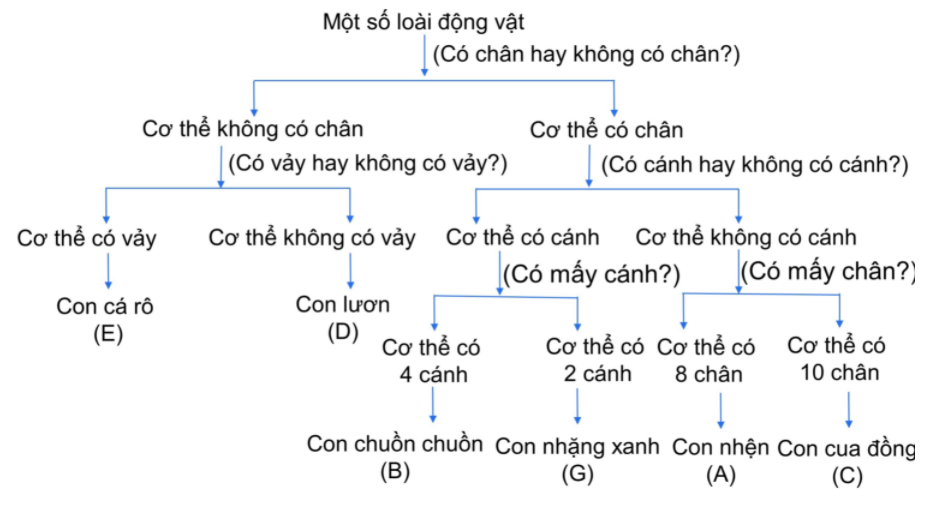 Một số loài động vật
(Có chân hay không có chân?)
Cơ thể không có chân
Cơ thể có chân
(Có vảy hay không có vảy?)
(Có cánh hay không có cánh?)
Cơ thể có vảy
Cơ thể không có vảy
Cơ thể có cánh
Cơ thể không có cánh
(Có mấy cánh?)
(Có mấy chân?)
Con cá rô
(E)
Con lươn
(D)
Cơ thể có
4 cánh
Cơ thể có
2 cánh
Cơ thể có
8 chân
Cơ thể có
10 chân
Con chuồn chuồn
(B)
Con nhặng xanh
(G)
Con nhện
(A)
Con cua đồng
(C)